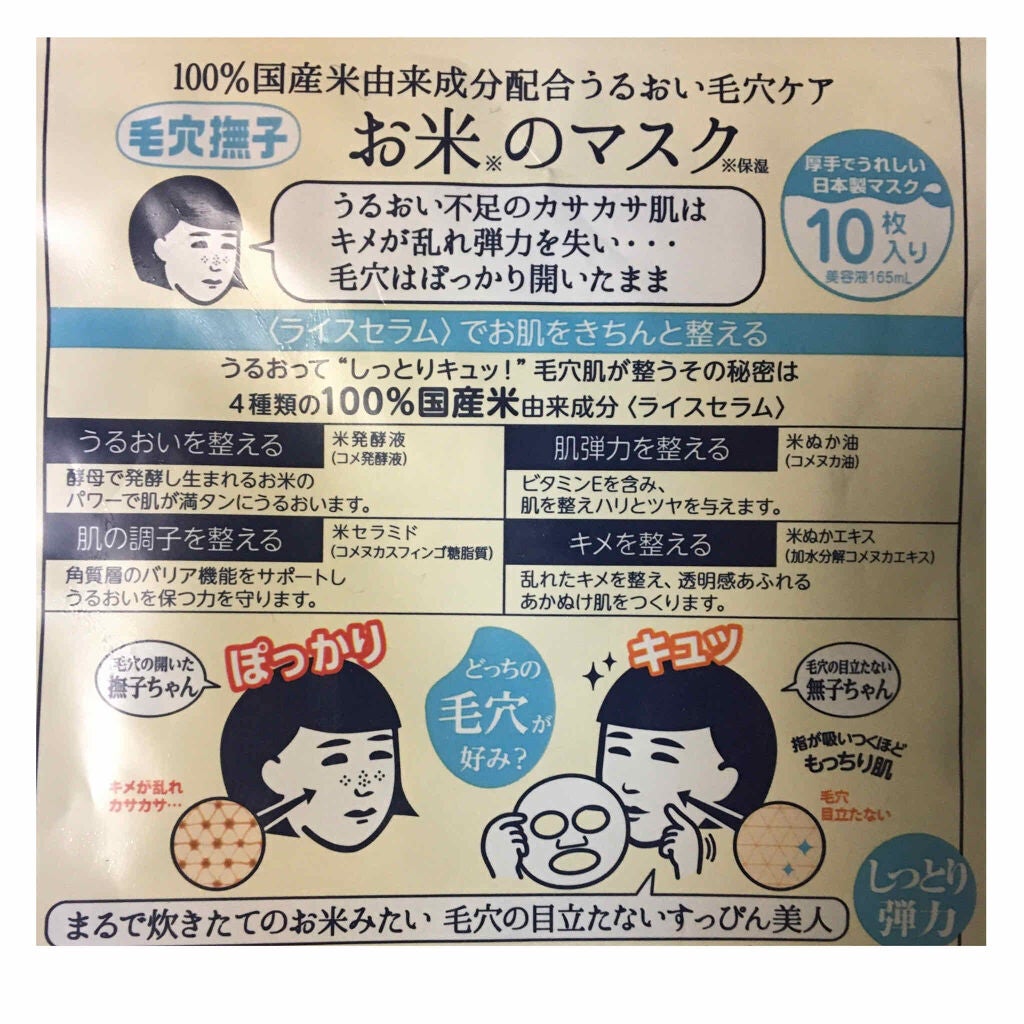 100%国産米由来成分配合うるおい毛穴ケア
毛穴撫子
お米※のマスク※保湿
厚手でうれしい
日本製マスク
10枚入り
美容液165mL
うるおい不足のカサカサ肌は
キメが乱れ弾力を失い・・・
毛穴はぽっかり開いたまま
〈ライスセラム〉でお肌をきちんと整える
うるおって“しっとりキュッ!”毛穴肌が整うその秘密は
4種類の100%国産米由来成分〈ライスセラム〉
うるおいを整える
米発酵液
(コメ発酵液)
酵母で発酵し生まれるお米の
パワーで肌が満タンにうるおいます。
肌弾力を整える
米ぬか油
(コメヌカ油)
ビタミンEを含み、
肌を整えハリとツヤを与えます。
肌の調子を整える
米セラミド
(コメヌカスフィンゴ糖脂質)
角質層のバリア機能をサポートし
うるおいを保つ力を守ります。
キメを整える
米ぬかエキス
(加水分解コメヌカエキス)
乱れたキメを整え、透明感あふれる
あかぬけ肌をつくります。
毛穴の開いた
撫子ちゃん
ぽっかり
どっちの
毛穴が
好み?
キュッ
毛穴の目立たない
無子ちゃん
指が吸いつくほど
もっちり肌
キメが乱れ
カサカサ…
毛穴
目立たない
しっとり
弾力
まるで炊きたてのお米みたい 毛穴の目立たないすっぴん美人